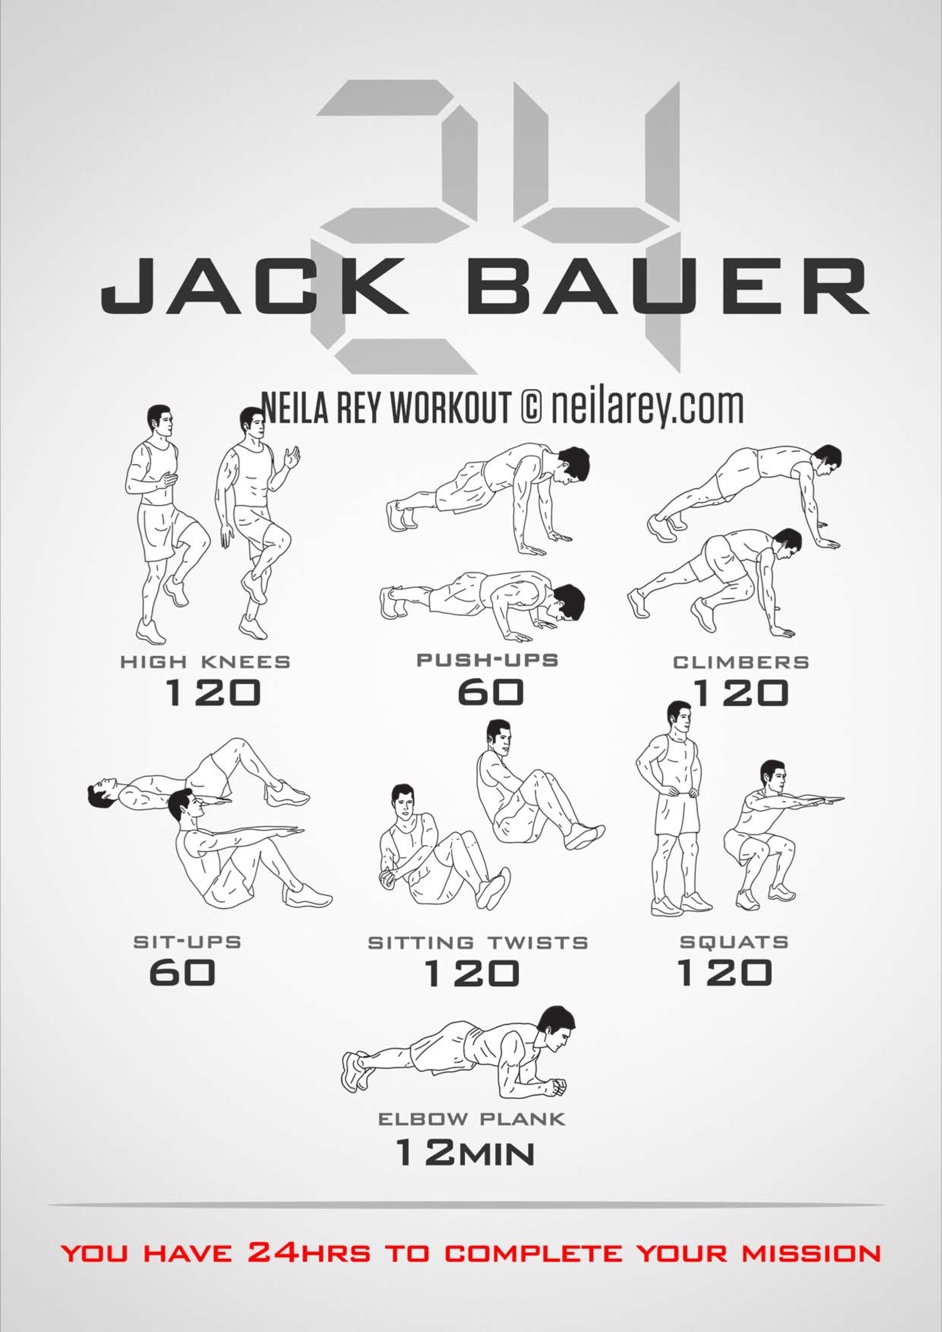 24
JACK BAUER
NEILA REY WORKOUT © neilarey.com
HIGH KNEES
120
PUSH-UPS
60
CLIMBERS
120
SIT-UPS
60
SITTING TWISTS
120
SQUATS
120
ELBOW PLANK
12MIN
YOU HAVE 24HRS TO COMPLETE YOUR MISSION